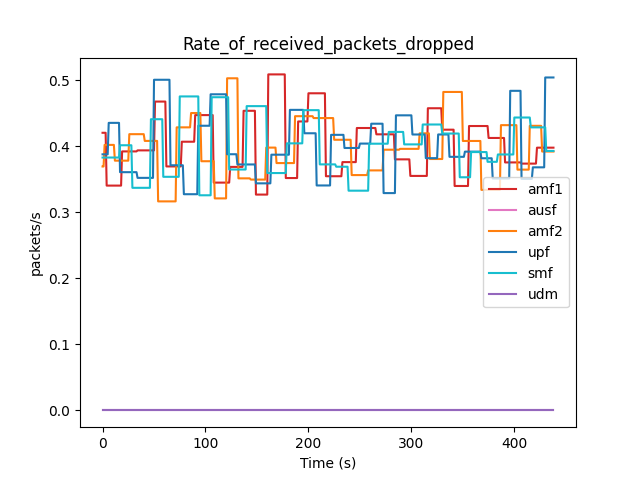 Rate_of_received_packets_dropped
packets/s
0.5
0.4
0.3
0.2
0.1
0.0
amf1
ausf
amf2
upf
smf
udm
0 100 200 300 400
Time (s)